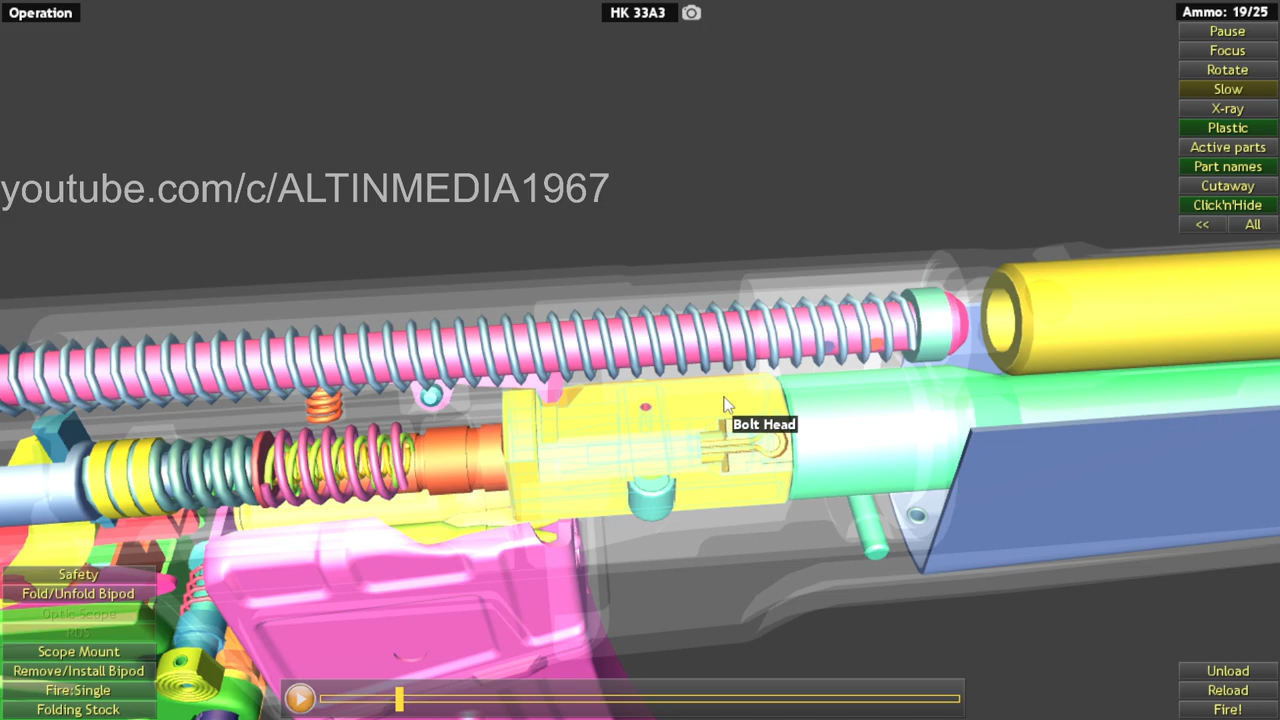 Operation
HK 33A3
Ammo: 19/25
Pause
Focus
Rotate
Slow
X-ray
Plastic
Active parts
Part names
Cutaway
Click'n'Hide
<< All
youtube.com/c/ALTINMEDIA1967
Bolt Head
Safety
Fold/Unfold Bipod
Optic Scope
RDS
Scope Mount
Remove/Install Bipod
Fire:Single
Folding Stock
Unload
Reload
Fire!